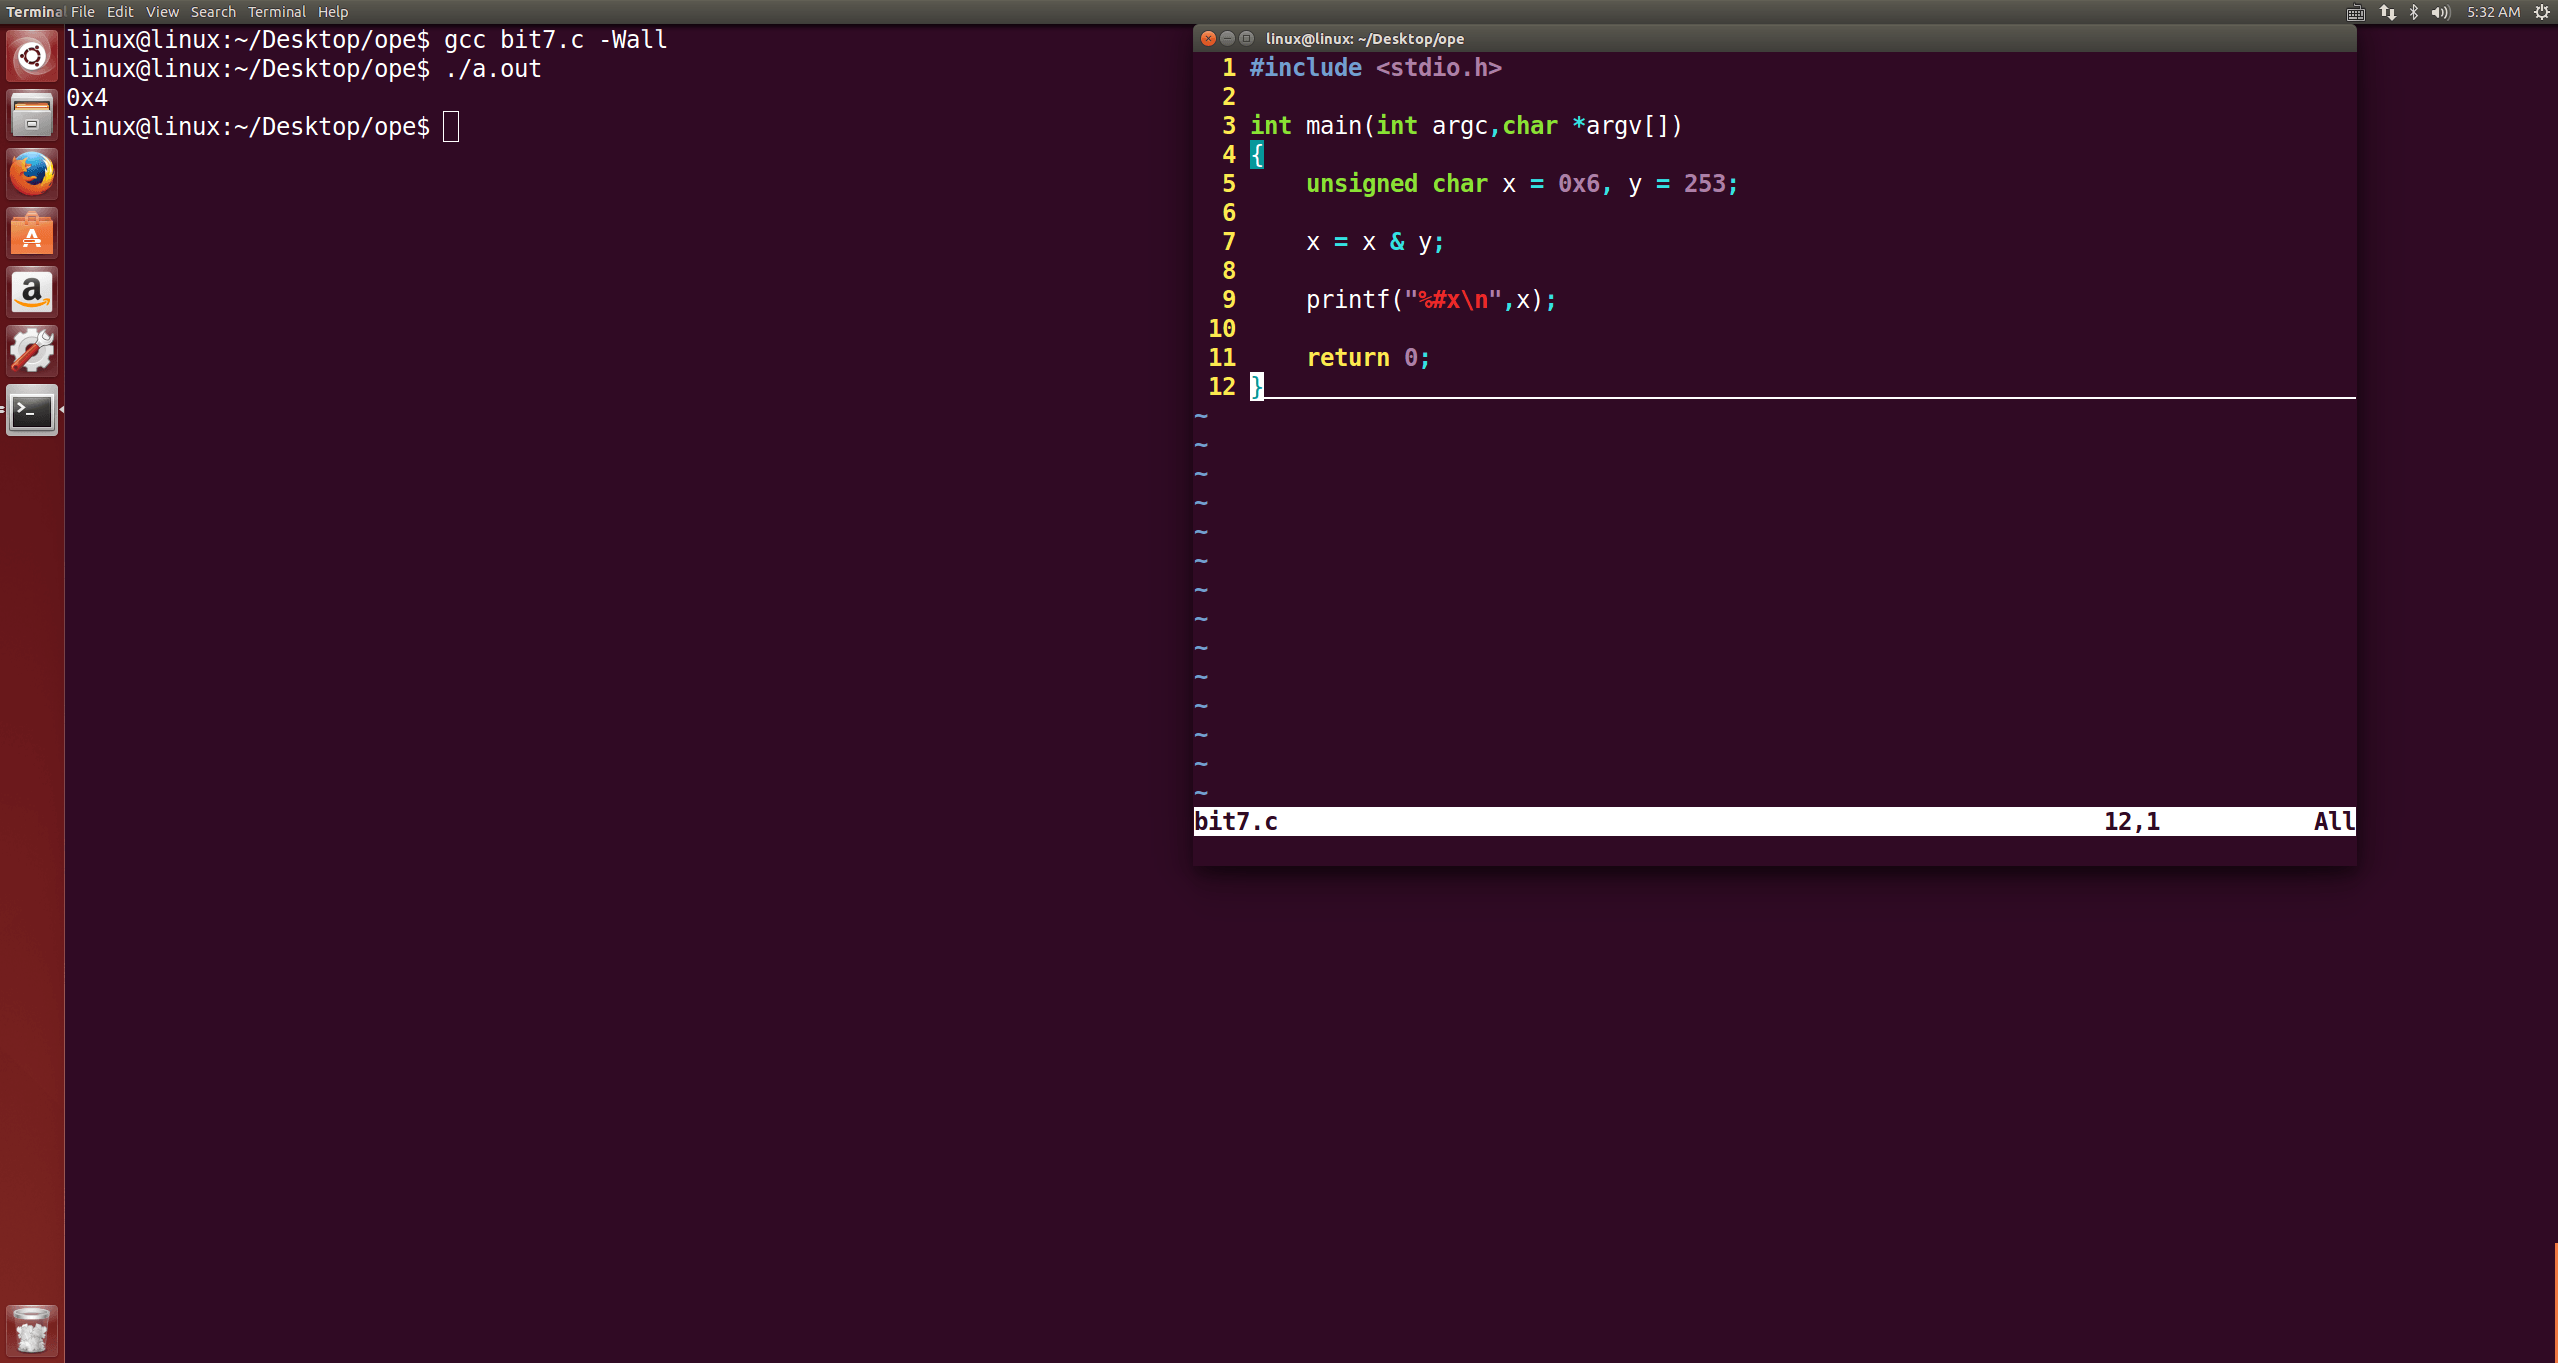 Terminal File Edit View Search Terminal Help
5:32 AM
linux@linux:~/Desktop/ope$ gcc bit7.c -Wall
linux@linux:~/Desktop/ope$ ./a.out
0x4
linux@linux:~/Desktop/ope$
linux@linux: ~/Desktop/ope
1 #include <stdio.h>
2
3 int main(int argc,char *argv[])
4 {
5     unsigned char x = 0x6, y = 253;
6
7     x = x & y;
8
9     printf("%#x\n",x);
10
11     return 0;
12 }
~
~
~
~
~
~
~
~
~
~
~
~
~
~
bit7.c 12,1 All